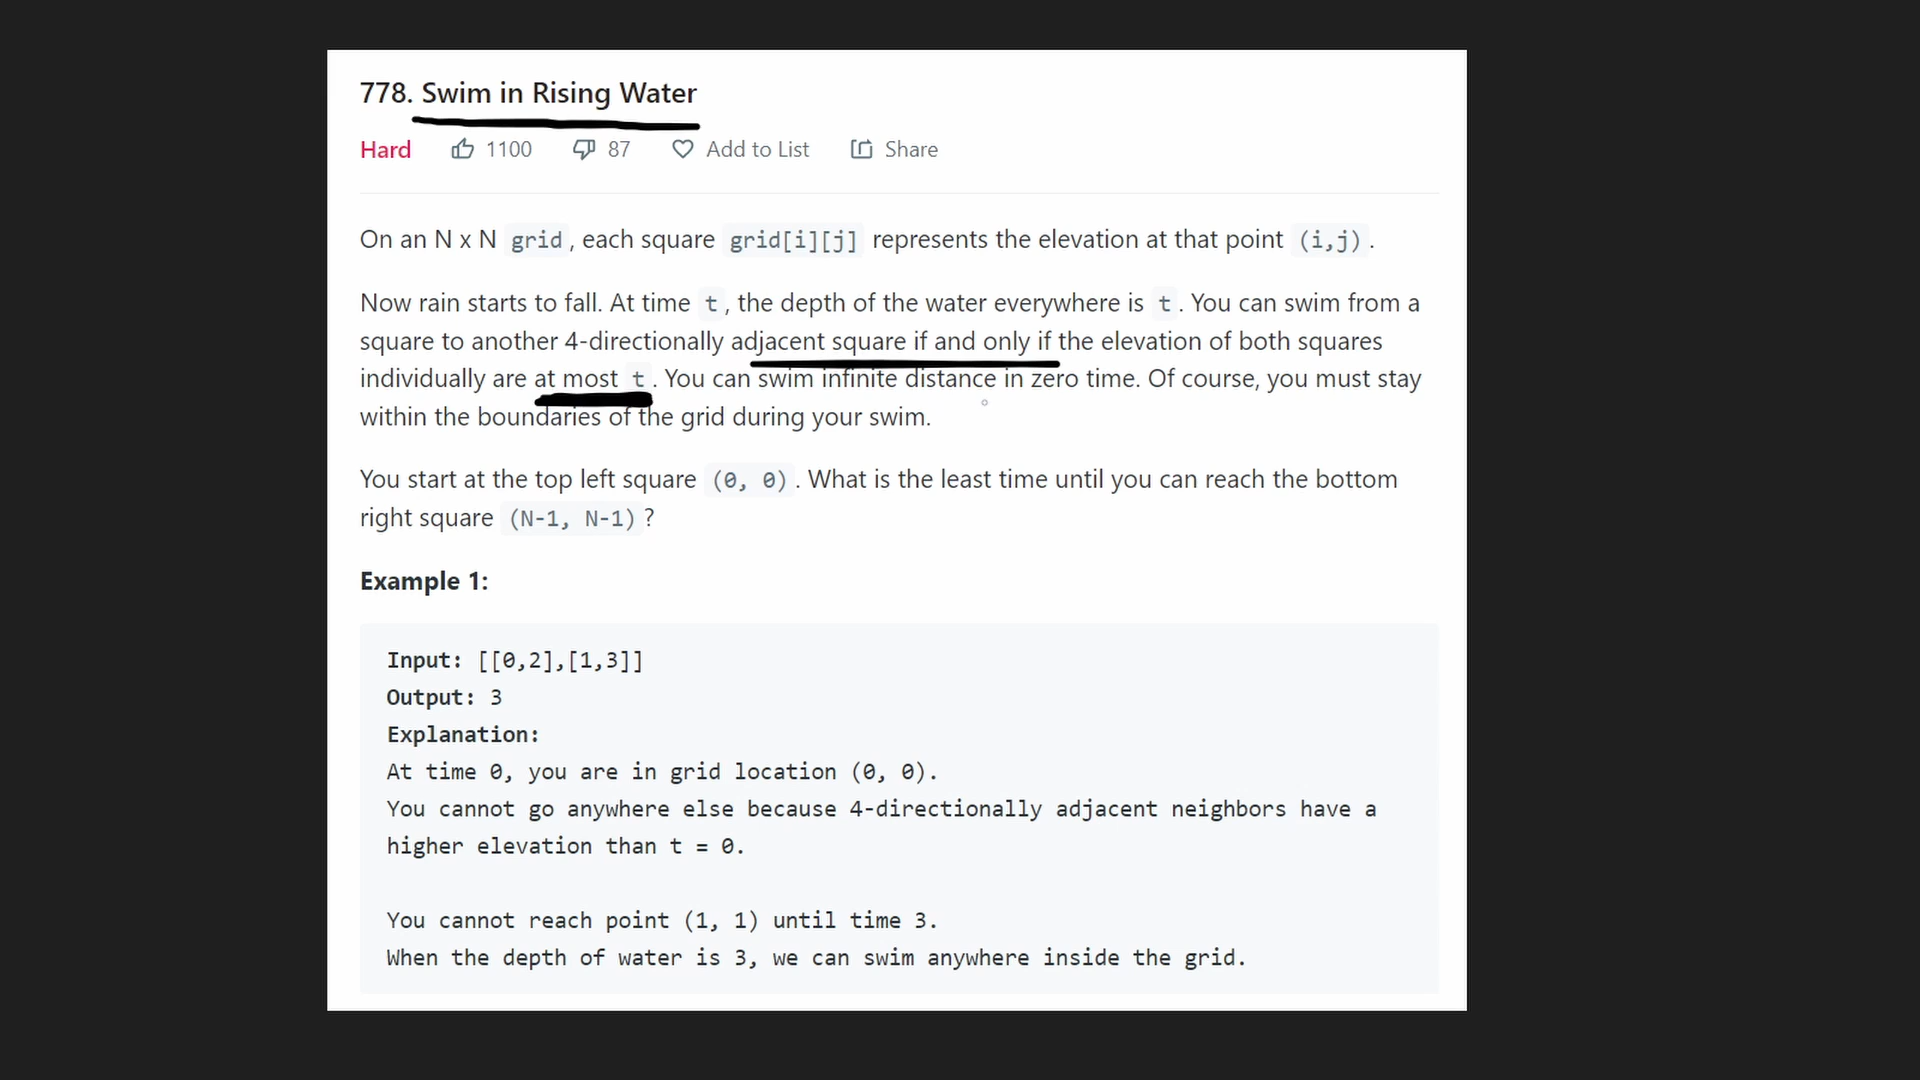 778. Swim in Rising Water
Hard 1100 87 Add to List Share
On an N x N grid, each square grid[i][j] represents the elevation at that point (i,j).
Now rain starts to fall. At time t, the depth of the water everywhere is t. You can swim from a
square to another 4-directionally adjacent square if and only if the elevation of both squares
individually are at most t. You can swim infinite distance in zero time. Of course, you must stay
within the boundaries of the grid during your swim.
You start at the top left square (0, 0). What is the least time until you can reach the bottom
right square (N-1, N-1)?
Example 1:
Input: [[0,2],[1,3]]
Output: 3
Explanation:
At time 0, you are in grid location (0, 0).
You cannot go anywhere else because 4-directionally adjacent neighbors have a
higher elevation than t = 0.
You cannot reach point (1, 1) until time 3.
When the depth of water is 3, we can swim anywhere inside the grid.